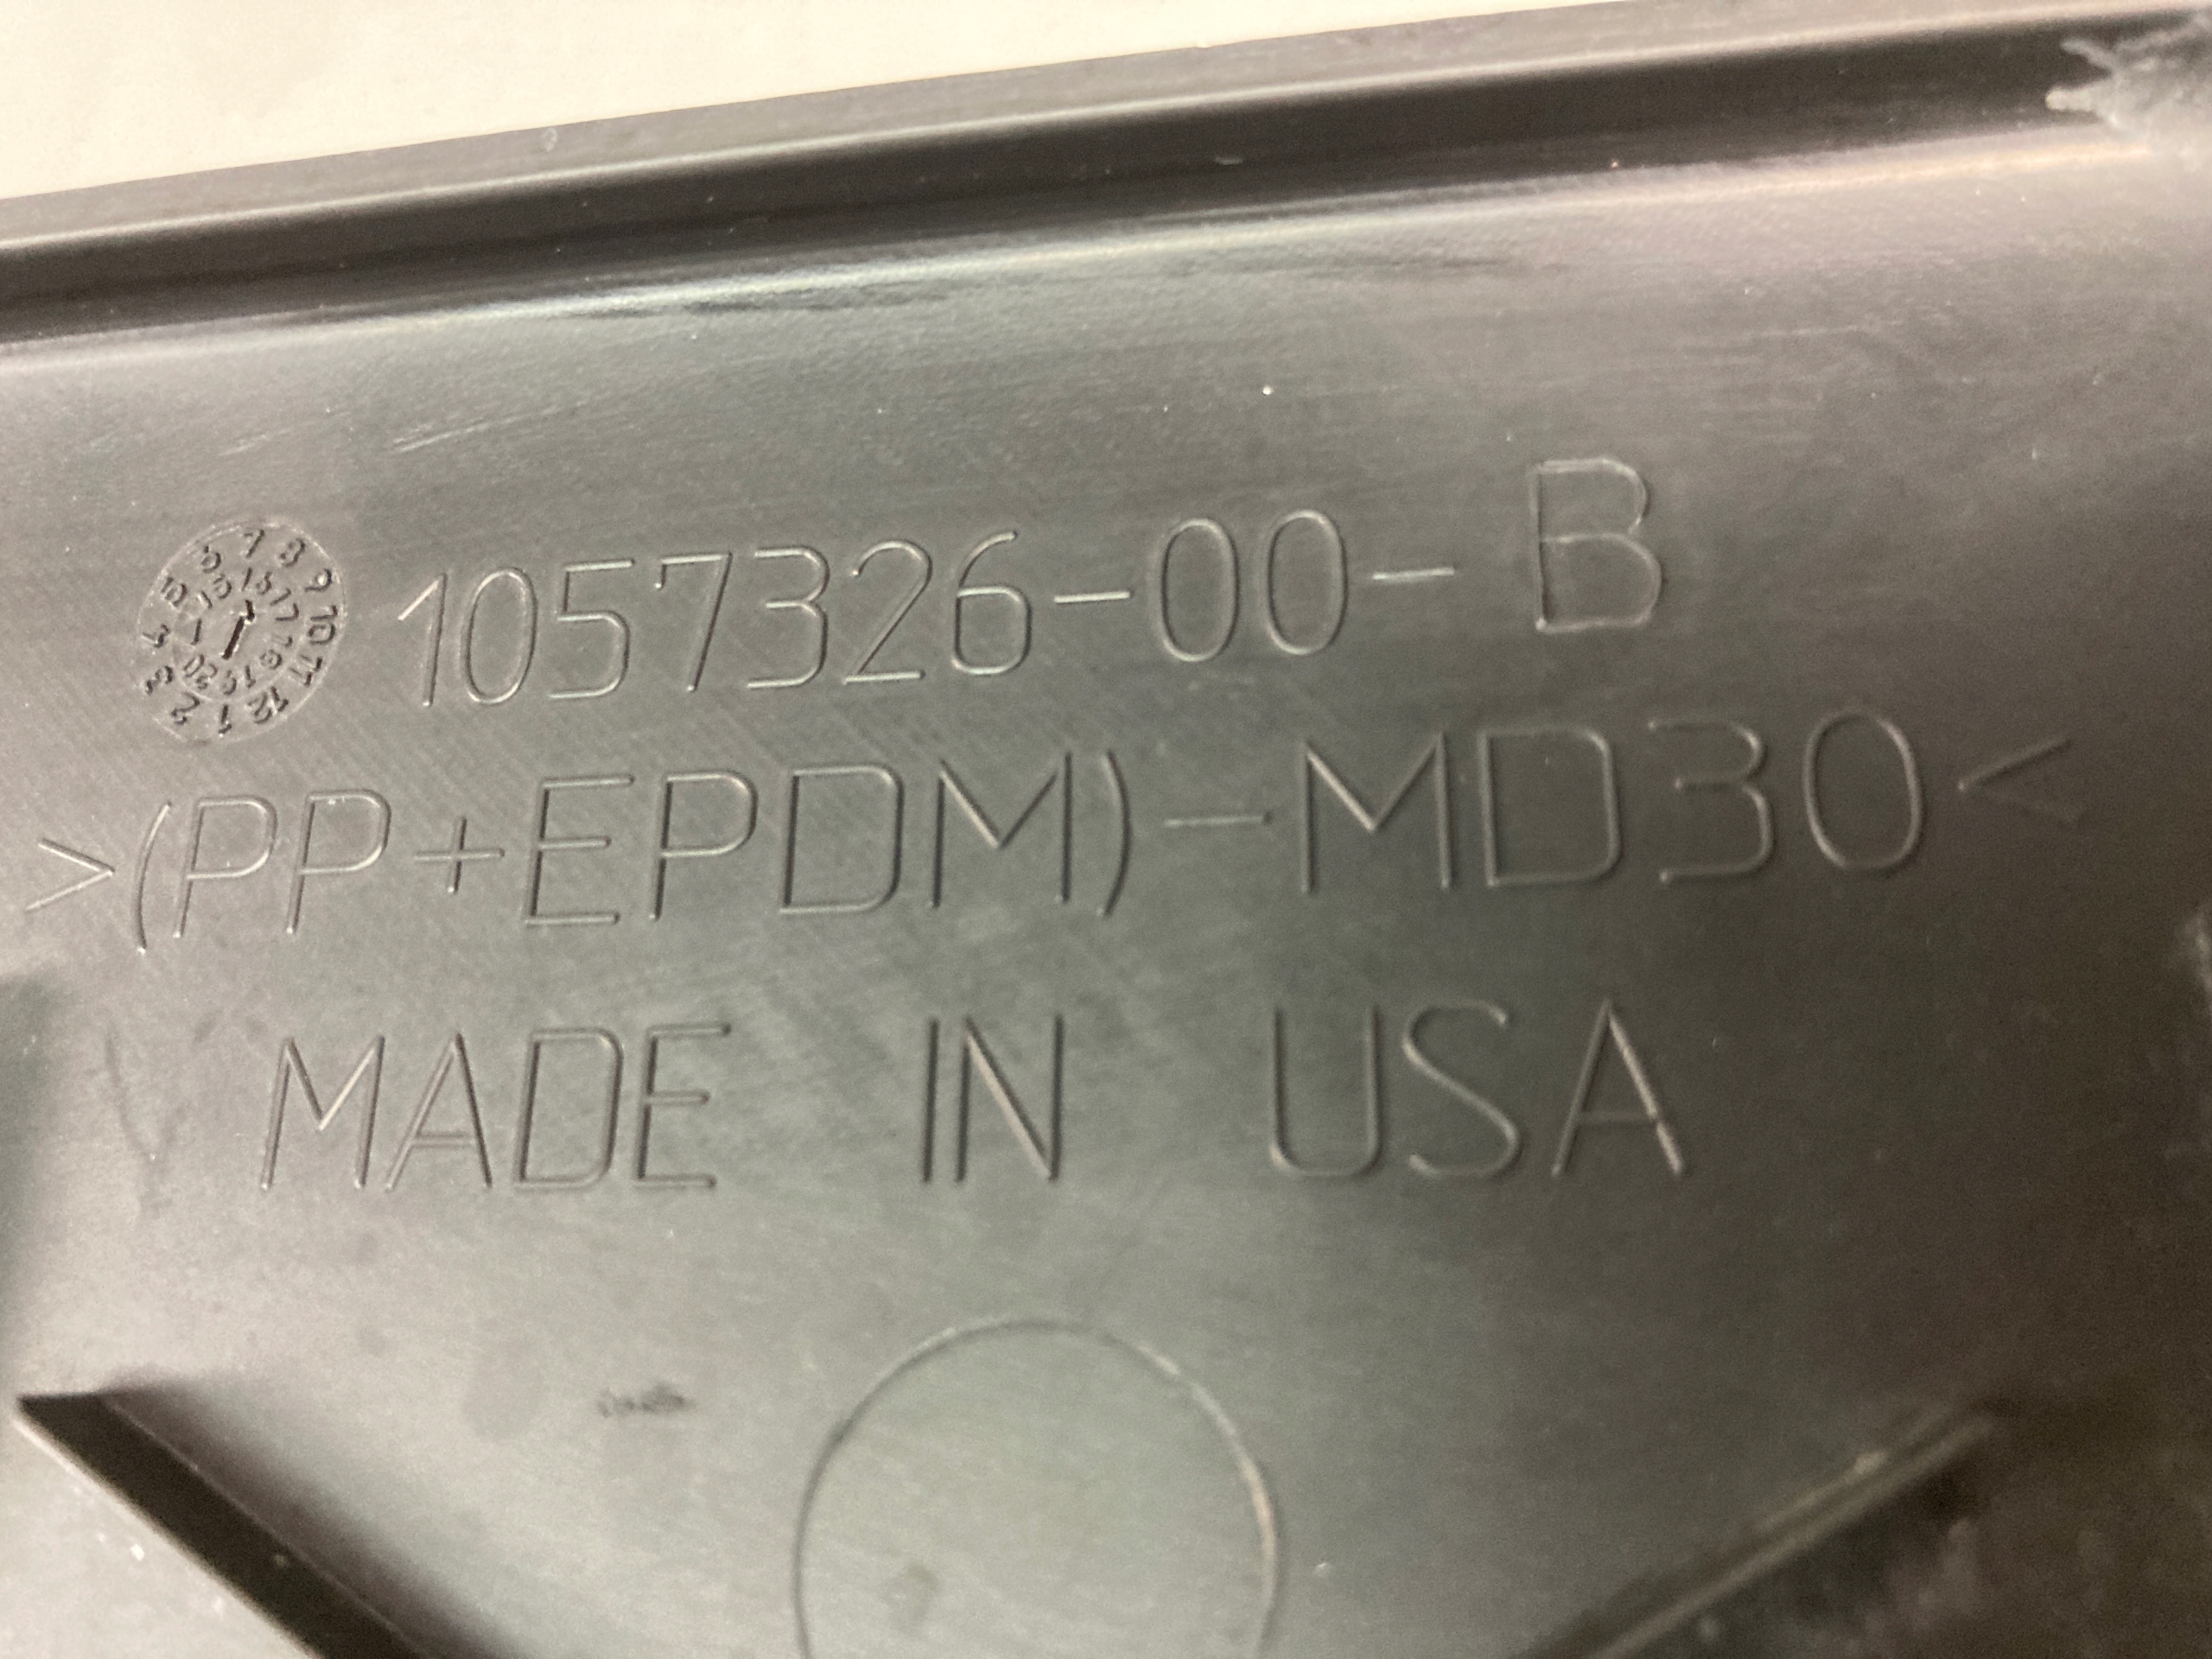 1057326-00-B
>(PP+EPDM)-MD30<
MADE IN USA